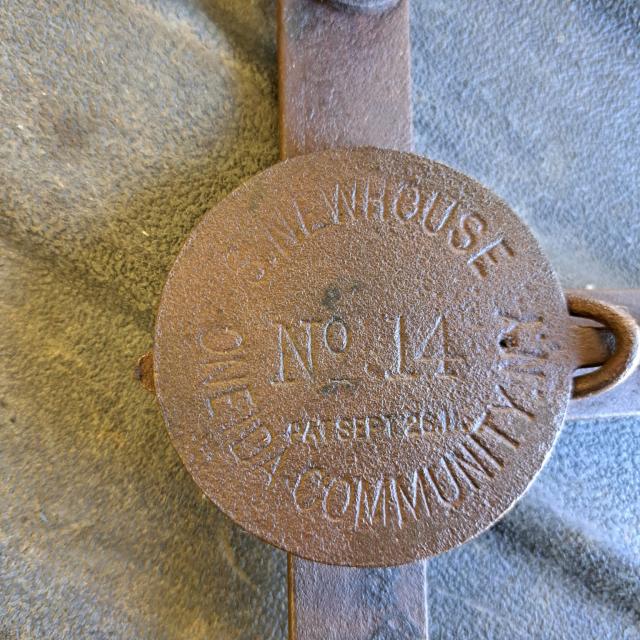 S. NEWHOUSE
No 14
PAT SEPT 26
ONEIDA COMMUNITY N.Y.